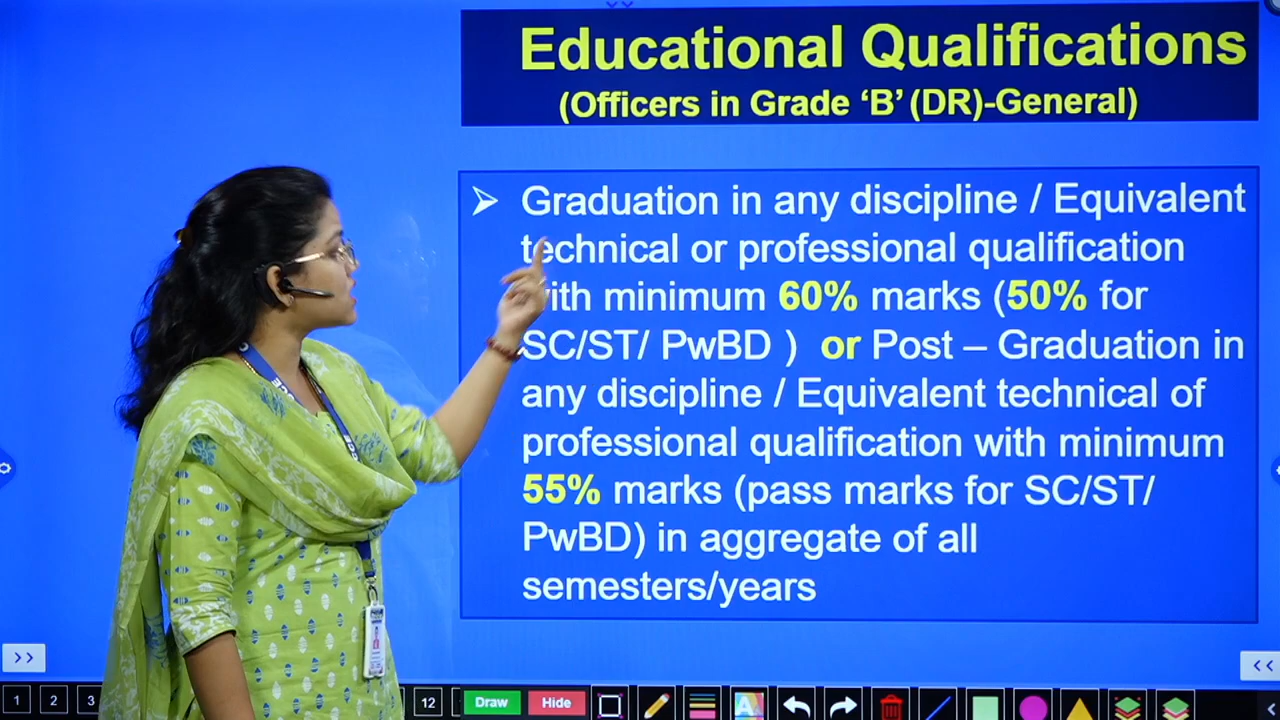 Educational Qualifications
(Officers in Grade ‘B’ (DR)-General)
➢ Graduation in any discipline / Equivalent
technical or professional qualification
with minimum 60% marks (50% for
SC/ST/ PwBD ) or Post – Graduation in
any discipline / Equivalent technical of
professional qualification with minimum
55% marks (pass marks for SC/ST/
PwBD) in aggregate of all
semesters/years
>>
<<
1 2 3 12 Draw Hide A